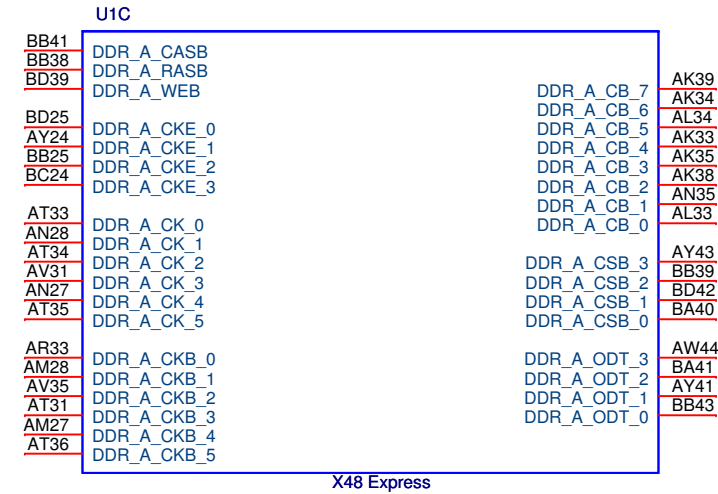 U1C
BB41 DDR_A_CASB
BB38 DDR_A_RASB
BD39 DDR_A_WEB
BD25 DDR_A_CKE_0
AY24 DDR_A_CKE_1
BB25 DDR_A_CKE_2
BC24 DDR_A_CKE_3
AT33 DDR_A_CK_0
AN28 DDR_A_CK_1
AT34 DDR_A_CK_2
AV31 DDR_A_CK_3
AN27 DDR_A_CK_4
AT35 DDR_A_CK_5
AR33 DDR_A_CKB_0
AM28 DDR_A_CKB_1
AV35 DDR_A_CKB_2
AT31 DDR_A_CKB_3
AM27 DDR_A_CKB_4
AT36 DDR_A_CKB_5
DDR_A_CB_7 AK39
DDR_A_CB_6 AK34
DDR_A_CB_5 AL34
DDR_A_CB_4 AK33
DDR_A_CB_3 AK35
DDR_A_CB_2 AK38
DDR_A_CB_1 AN35
DDR_A_CB_0 AL33
DDR_A_CSB_3 AY43
DDR_A_CSB_2 BB39
DDR_A_CSB_1 BD42
DDR_A_CSB_0 BA40
DDR_A_ODT_3 AW44
DDR_A_ODT_2 BA41
DDR_A_ODT_1 AY41
DDR_A_ODT_0 BB43
X48 Express